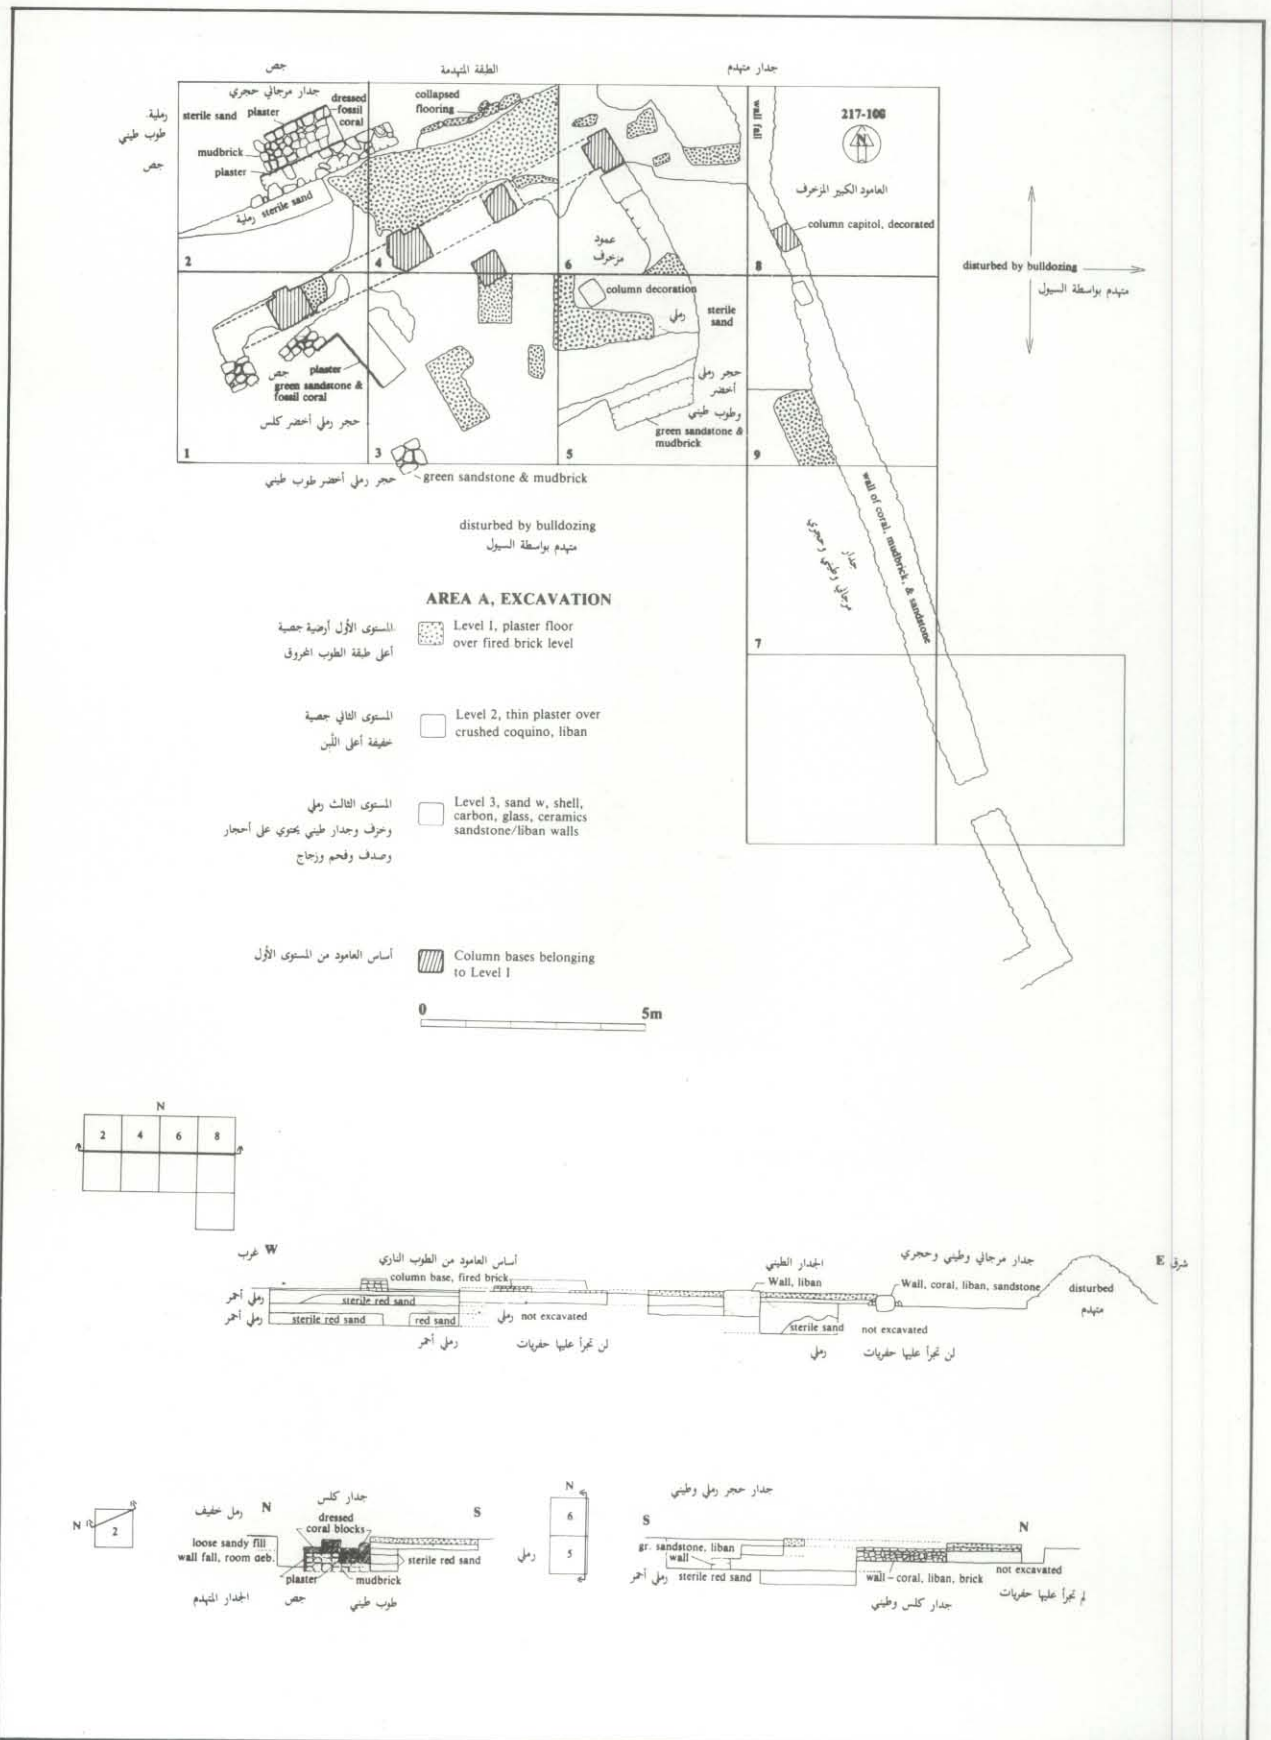 جص
الطبقة المتهدمة
جدار متهدم
جدار مرجاني حجري
رملية
sterile sand
plaster
dressed
fossil
coral
collapsed
flooring
wall fall
217-106
N
طوب طيني
mudbrick
جص
plaster
sterile sand رملية
العامود الكبير المزخرف
column capitol, decorated
عمود
مزخرف
2
4
6
8
disturbed by bulldozing
متهدم بواسطة السيول
column decoration
رملي
sterile
sand
plaster
جص
green sandstone &
fossil coral
حجر رملي أخضر كلس
حجر رملي
أخضر
وطوب طيني
green sandstone &
mudbrick
1
3
5
9
حجر رملي أخضر طوب طيني
green sandstone & mudbrick
wall of coral, mudbrick, & sandstone
جدار
مرجاني وطيني وحجري
7
disturbed by bulldozing
متهدم بواسطة السيول
AREA A, EXCAVATION
المستوى الأول أرضية جصية
أعلى طبقة الطوب المحروق
Level 1, plaster floor
over fired brick level
المستوى الثاني جصية
خفيفة أعلى اللَّبن
Level 2, thin plaster over
crushed coquino, liban
المستوى الثالث رملي
وخزف وجدار طيني يحتوي على أحجار
وصدف وفحم وزجاج
Level 3, sand w, shell,
carbon, glass, ceramics
sandstone/liban walls
أساس العامود من المستوى الأول
Column bases belonging
to Level 1
0 5m
N
2 4 6 8
غرب W
أساس العامود من الطوب الناري
column base, fired brick
الجدار الطيني
Wall, liban
جدار مرجاني وطيني وحجري
Wall, coral, liban, sandstone
E شرق
disturbed
متهدم
رملي أحمر
sterile red sand
رملي أحمر
sterile red sand
red sand
رملي
not excavated
sterile sand
not excavated
رملي أحمر
لن تجرأ عليها حفريات
رملي
لن تجرأ عليها حفريات
N
2
رمل خفيف
N
جدار كلس
S
dressed
coral blocks
loose sandy fill
wall fall, room deb.
sterile red sand
رملي
plaster
mudbrick
الجدار المتهدم
جص
طوب طيني
N
6
5
جدار حجر رملي وطيني
S
N
gr. sandstone, liban
wall
رملي أحمر
sterile red sand
wall – coral, liban, brick
not excavated
جدار كلس وطيني
لم تجرأ عليها حفريات